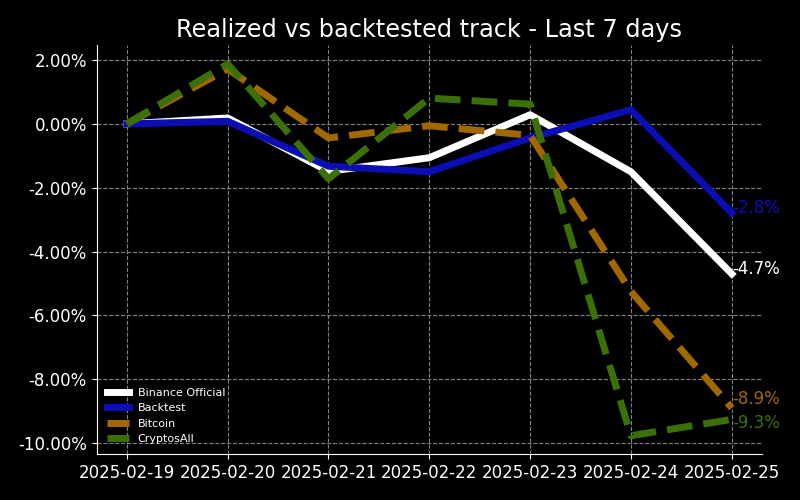 Realized vs backtested track - Last 7 days
2.00%
0.00%
-2.00%
-4.00%
-6.00%
-8.00%
-10.00%
-2.8%
-4.7%
-8.9%
-9.3%
Binance Official
Backtest
Bitcoin
CryptosAll
2025-02-19 2025-02-20 2025-02-21 2025-02-22 2025-02-23 2025-02-24 2025-02-25